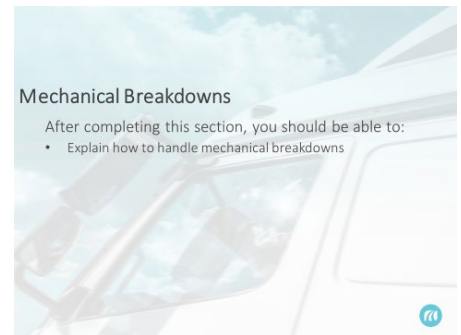 Mechanical Breakdowns
After completing this section, you should be able to:
• Explain how to handle mechanical breakdowns